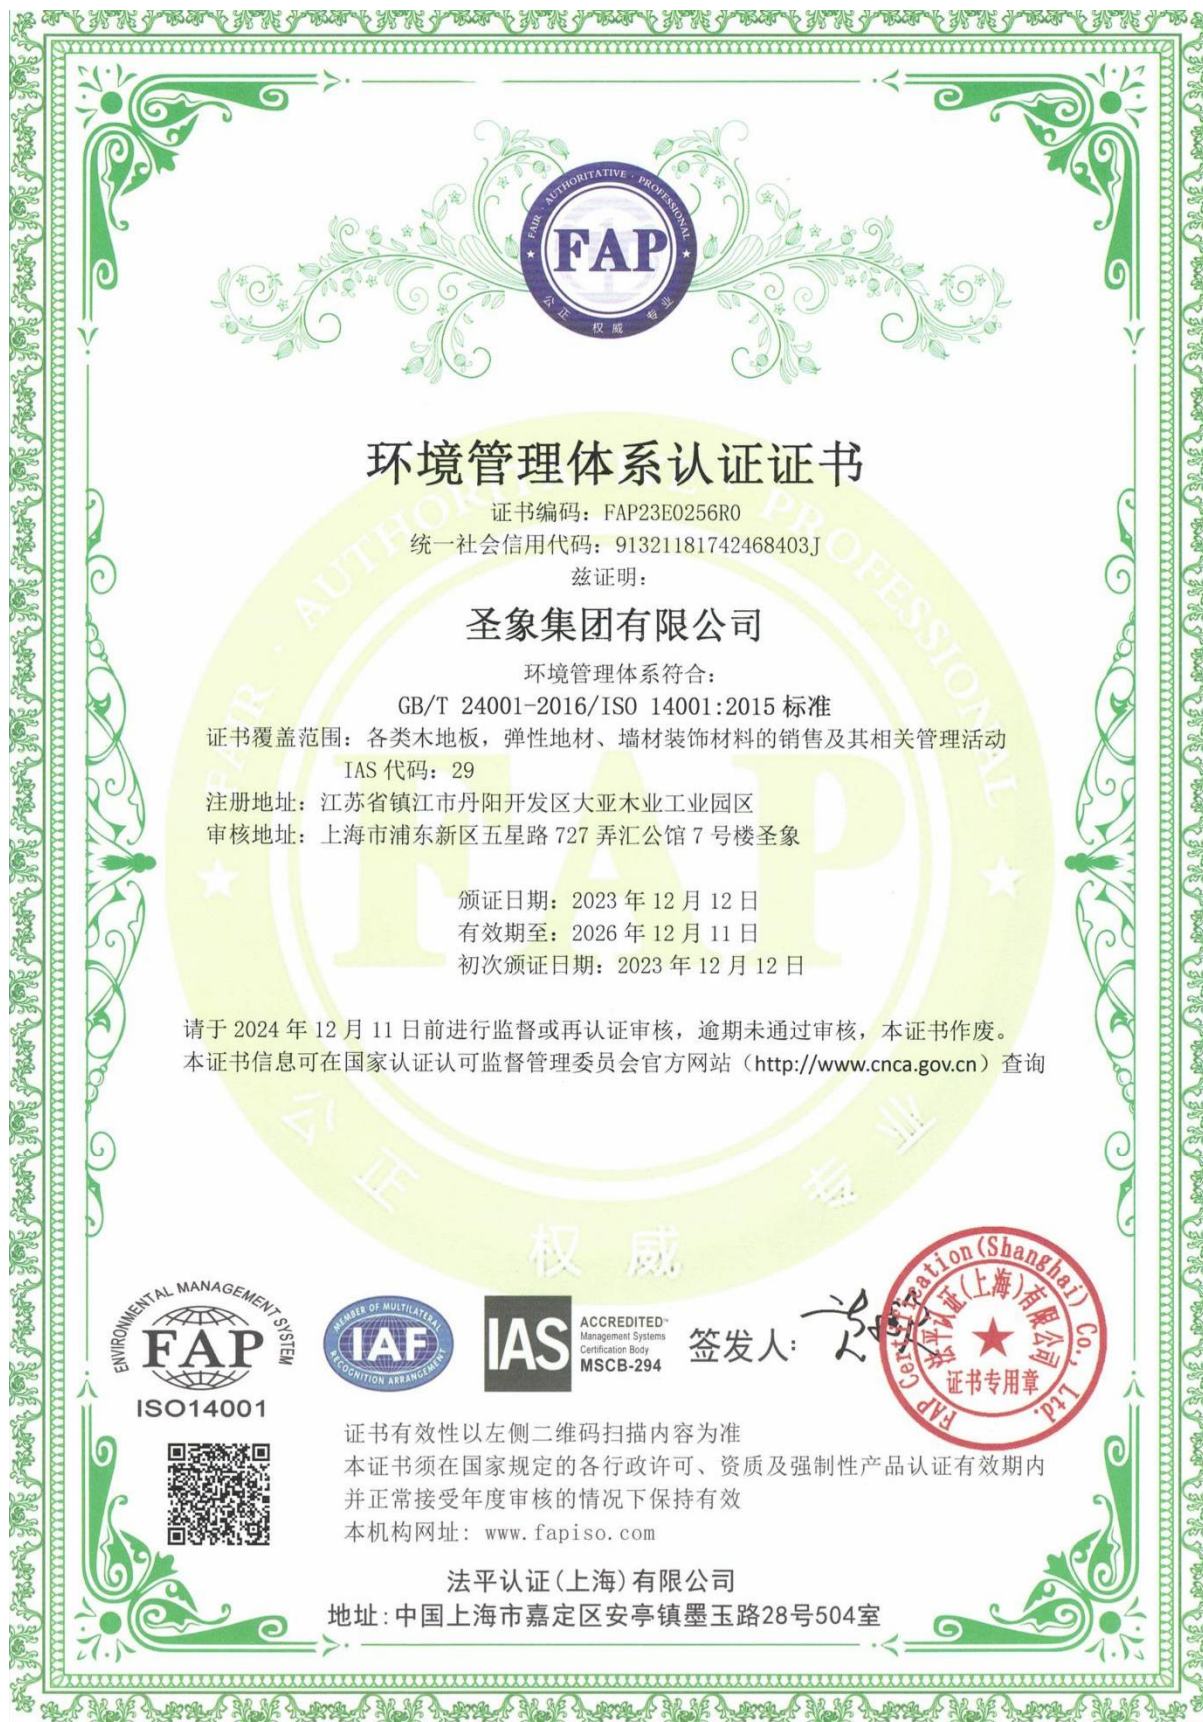 FAIR · AUTHORITATIVE · PROFESSIONAL
FAP
公正 权威 专业
环境管理体系认证证书
证书编码：FAP23E0256R0
统一社会信用代码：91321181742468403J
兹证明：
圣象集团有限公司
环境管理体系符合：
GB/T 24001-2016/ISO 14001:2015 标准
证书覆盖范围：各类木地板，弹性地材、墙材装饰材料的销售及其相关管理活动
IAS 代码：29
注册地址：江苏省镇江市丹阳开发区大亚木业工业园区
审核地址：上海市浦东新区五星路 727 弄汇公馆 7 号楼圣象
颁证日期：2023 年 12 月 12 日
有效期至：2026 年 12 月 11 日
初次颁证日期：2023 年 12 月 12 日
请于 2024 年 12 月 11 日前进行监督或再认证审核，逾期未通过审核，本证书作废。
本证书信息可在国家认证认可监督管理委员会官方网站（http://www.cnca.gov.cn）查询
FAIR · AUTHORITATIVE · PROFESSIONAL
FAP
公正 权威 专业
ENVIRONMENTAL MANAGEMENT SYSTEM
FAP
ISO14001
MEMBER OF MULTILATERAL
IAF
RECOGNITION ARRANGEMENT
IAS
ACCREDITED™
Management Systems
Certification Body
MSCB-294
签发人：
FAP Certification (Shanghai) Co., Ltd.
法平认证(上海)有限公司
证书专用章
证书有效性以左侧二维码扫描内容为准
本证书须在国家规定的各行政许可、资质及强制性产品认证有效期内
并正常接受年度审核的情况下保持有效
本机构网址: www.fapiso.com
法平认证(上海)有限公司
地址:中国上海市嘉定区安亭镇墨玉路28号504室